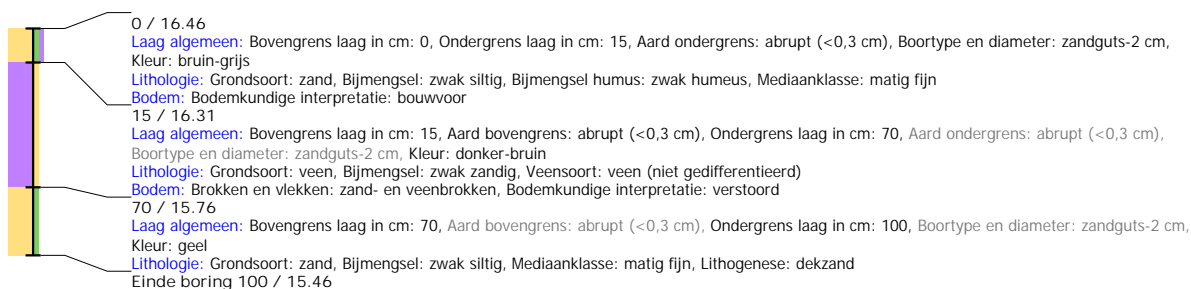 0 / 16.46
Laag algemeen: Bovengrens laag in cm: 0, Ondergrens laag in cm: 15, Aard ondergrens: abrupt (<0,3 cm), Boortype en diameter: zandguts-2 cm,
Kleur: bruin-grijs
Lithologie: Grondsoort: zand, Bijmengsel: zwak siltig, Bijmengsel humus: zwak humeus, Mediaanklasse: matig fijn
Bodem: Bodemkundige interpretatie: bouwvoor
15 / 16.31
Laag algemeen: Bovengrens laag in cm: 15, Aard bovengrens: abrupt (<0,3 cm), Ondergrens laag in cm: 70, Aard ondergrens: abrupt (<0,3 cm),
Boortype en diameter: zandguts-2 cm, Kleur: donker-bruin
Lithologie: Grondsoort: veen, Bijmengsel: zwak zandig, Veensoort: veen (niet gedifferentieerd)
Bodem: Brokken en vlekken: zand- en veenbrokken, Bodemkundige interpretatie: verstoord
70 / 15.76
Laag algemeen: Bovengrens laag in cm: 70, Aard bovengrens: abrupt (<0,3 cm), Ondergrens laag in cm: 100, Boortype en diameter: zandguts-2 cm,
Kleur: geel
Lithologie: Grondsoort: zand, Bijmengsel: zwak siltig, Mediaanklasse: matig fijn, Lithogenese: dekzand
Einde boring 100 / 15.46